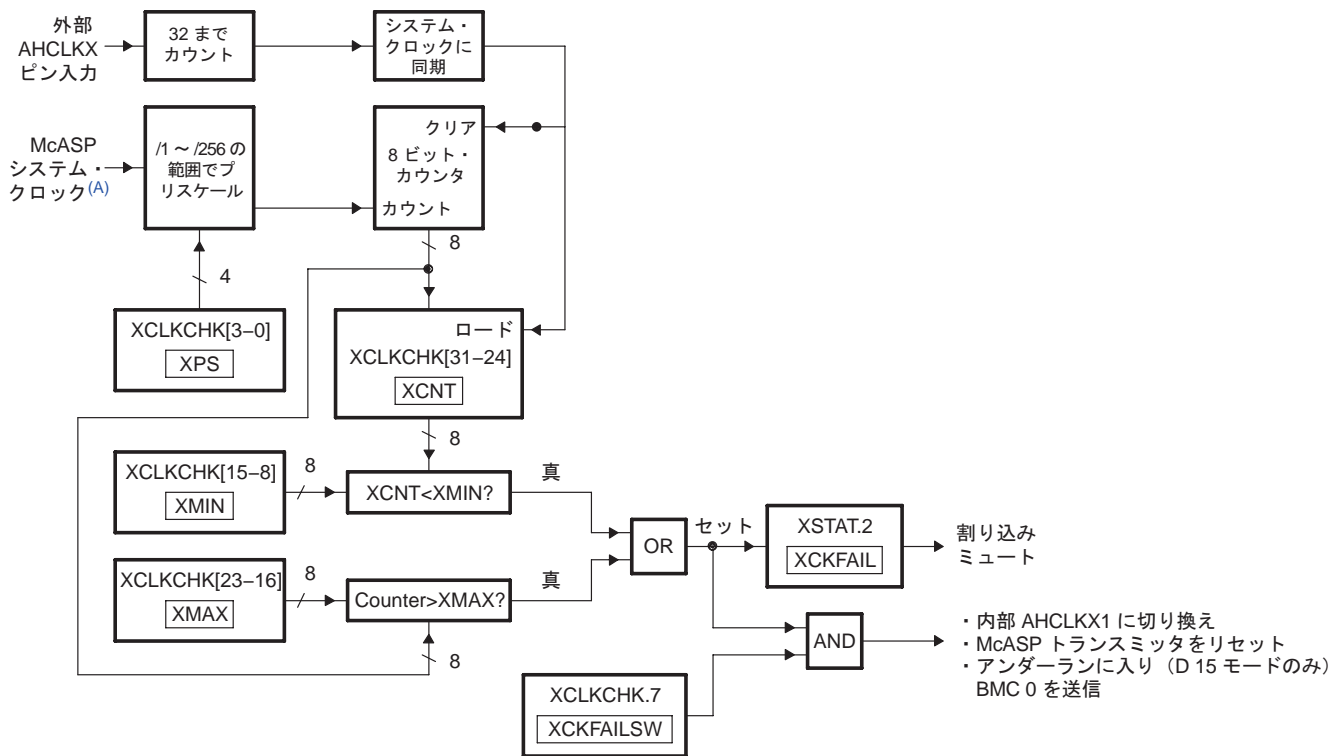 外部
AHCLKX
ピン入力
32 まで
カウント
システム・
クロックに
同期
McASP
システム・
クロック(A)
/1 ～ /256 の
範囲でプ
リスケール
クリア
8 ビット・
カウンタ
カウント
8
4
XCLKCHK[3–0]
XPS
ロード
XCLKCHK[31–24]
XCNT
8
XCLKCHK[15–8]
XMIN
8
XCNT<XMIN?
真
XCLKCHK[23–16]
XMAX
8
Counter>XMAX?
真
8
OR
セット
XSTAT.2
XCKFAIL
割り込み
ミュート
AND
XCLKCHK.7
XCKFAILSW
・内部 AHCLKX1 に切り換え
・McASP トランスミッタをリセット
・アンダーランに入り（D 15 モードのみ）
BMC 0 を送信